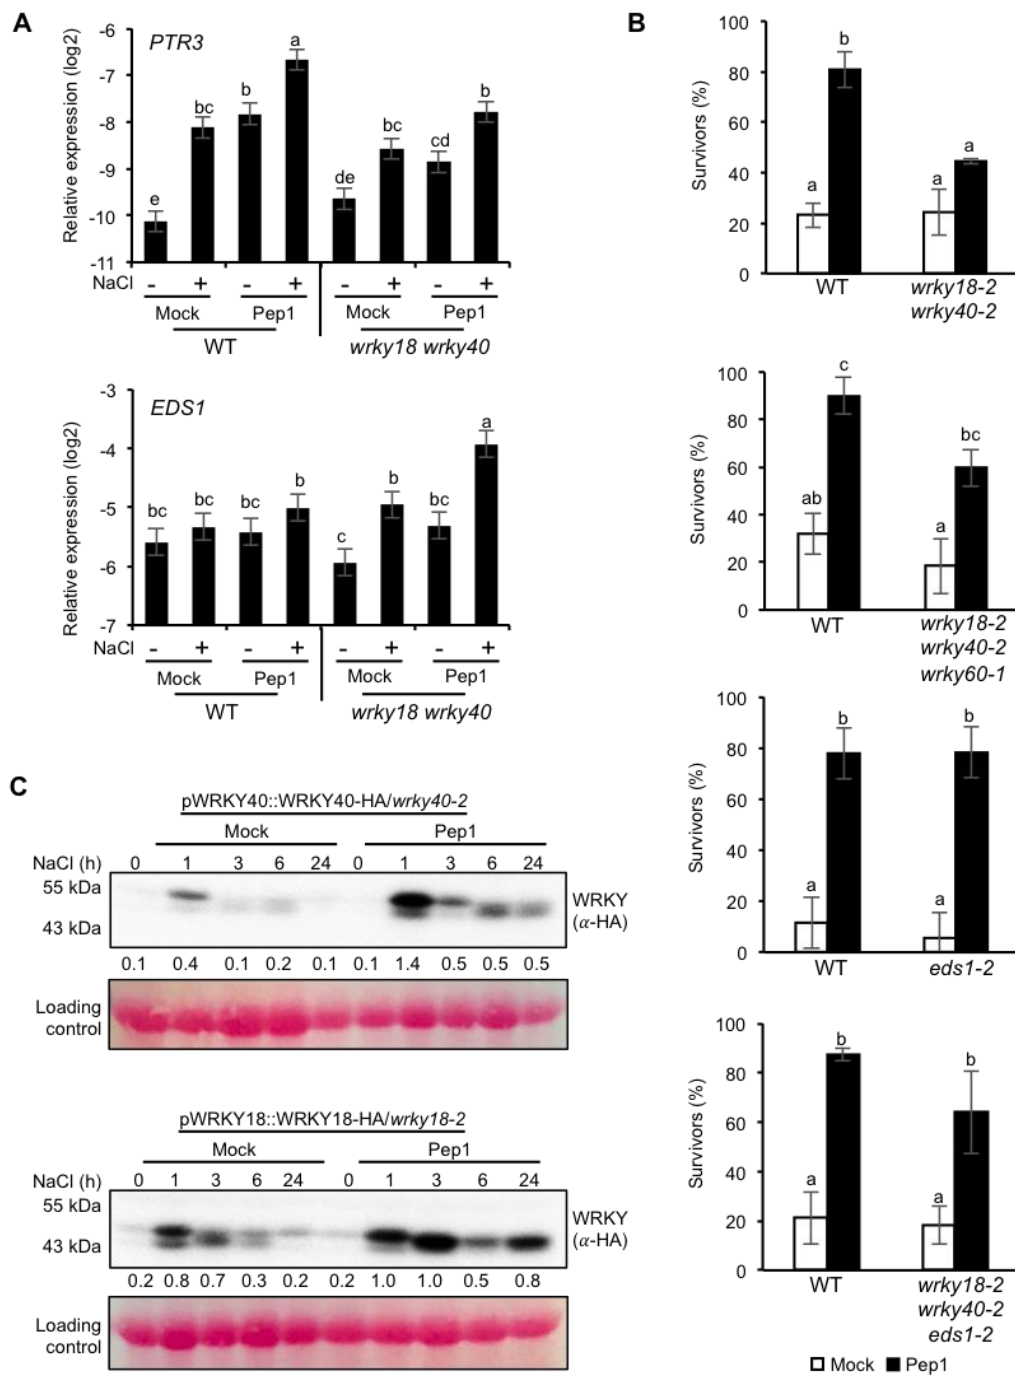 A
PTR3
Relative expression (log2)
-6
-7
-8
-9
-10
-11
e
bc
b
a
de
bc
cd
b
NaCl - + - + - + - +
Mock Pep1 Mock Pep1
WT wrky18 wrky40
EDS1
Relative expression (log2)
-3
-4
-5
-6
-7
bc
bc
bc
b
c
b
bc
a
NaCl - + - + - + - +
Mock Pep1 Mock Pep1
WT wrky18 wrky40
B
Survivors (%)
100
80
60
40
20
0
a
b
a
a
WT wrky18-2
wrky40-2
Survivors (%)
100
80
60
40
20
0
ab
c
a
bc
WT wrky18-2
wrky40-2
wrky60-1
Survivors (%)
100
80
60
40
20
0
a
b
a
b
WT eds1-2
Survivors (%)
100
80
60
40
20
0
a
b
a
b
WT wrky18-2
wrky40-2
eds1-2
Mock Pep1
C
pWRKY40::WRKY40-HA/wrky40-2
Mock Pep1
NaCl (h) 0 1 3 6 24 0 1 3 6 24
55 kDa
43 kDa
WRKY
(α-HA)
0.1 0.4 0.1 0.2 0.1 0.1 1.4 0.5 0.5 0.5
Loading
control
pWRKY18::WRKY18-HA/wrky18-2
Mock Pep1
NaCl (h) 0 1 3 6 24 0 1 3 6 24
55 kDa
43 kDa
WRKY
(α-HA)
0.2 0.8 0.7 0.3 0.2 0.2 1.0 1.0 0.5 0.8
Loading
control